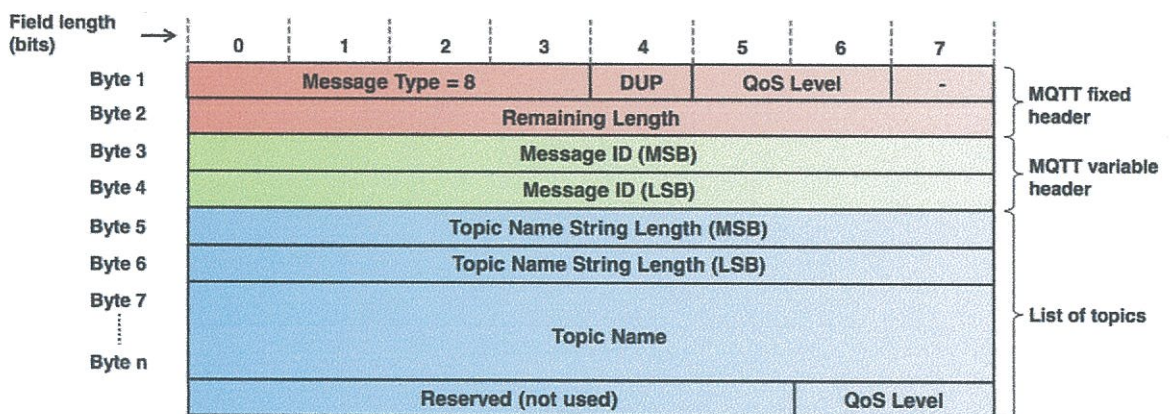 Field length
(bits)
0 1 2 3 4 5 6 7
Byte 1 Message Type = 8 DUP QoS Level -
Byte 2 Remaining Length
MQTT fixed
header
Byte 3 Message ID (MSB)
Byte 4 Message ID (LSB)
MQTT variable
header
Byte 5 Topic Name String Length (MSB)
Byte 6 Topic Name String Length (LSB)
Byte 7
Topic Name
Byte n
List of topics
Reserved (not used) QoS Level